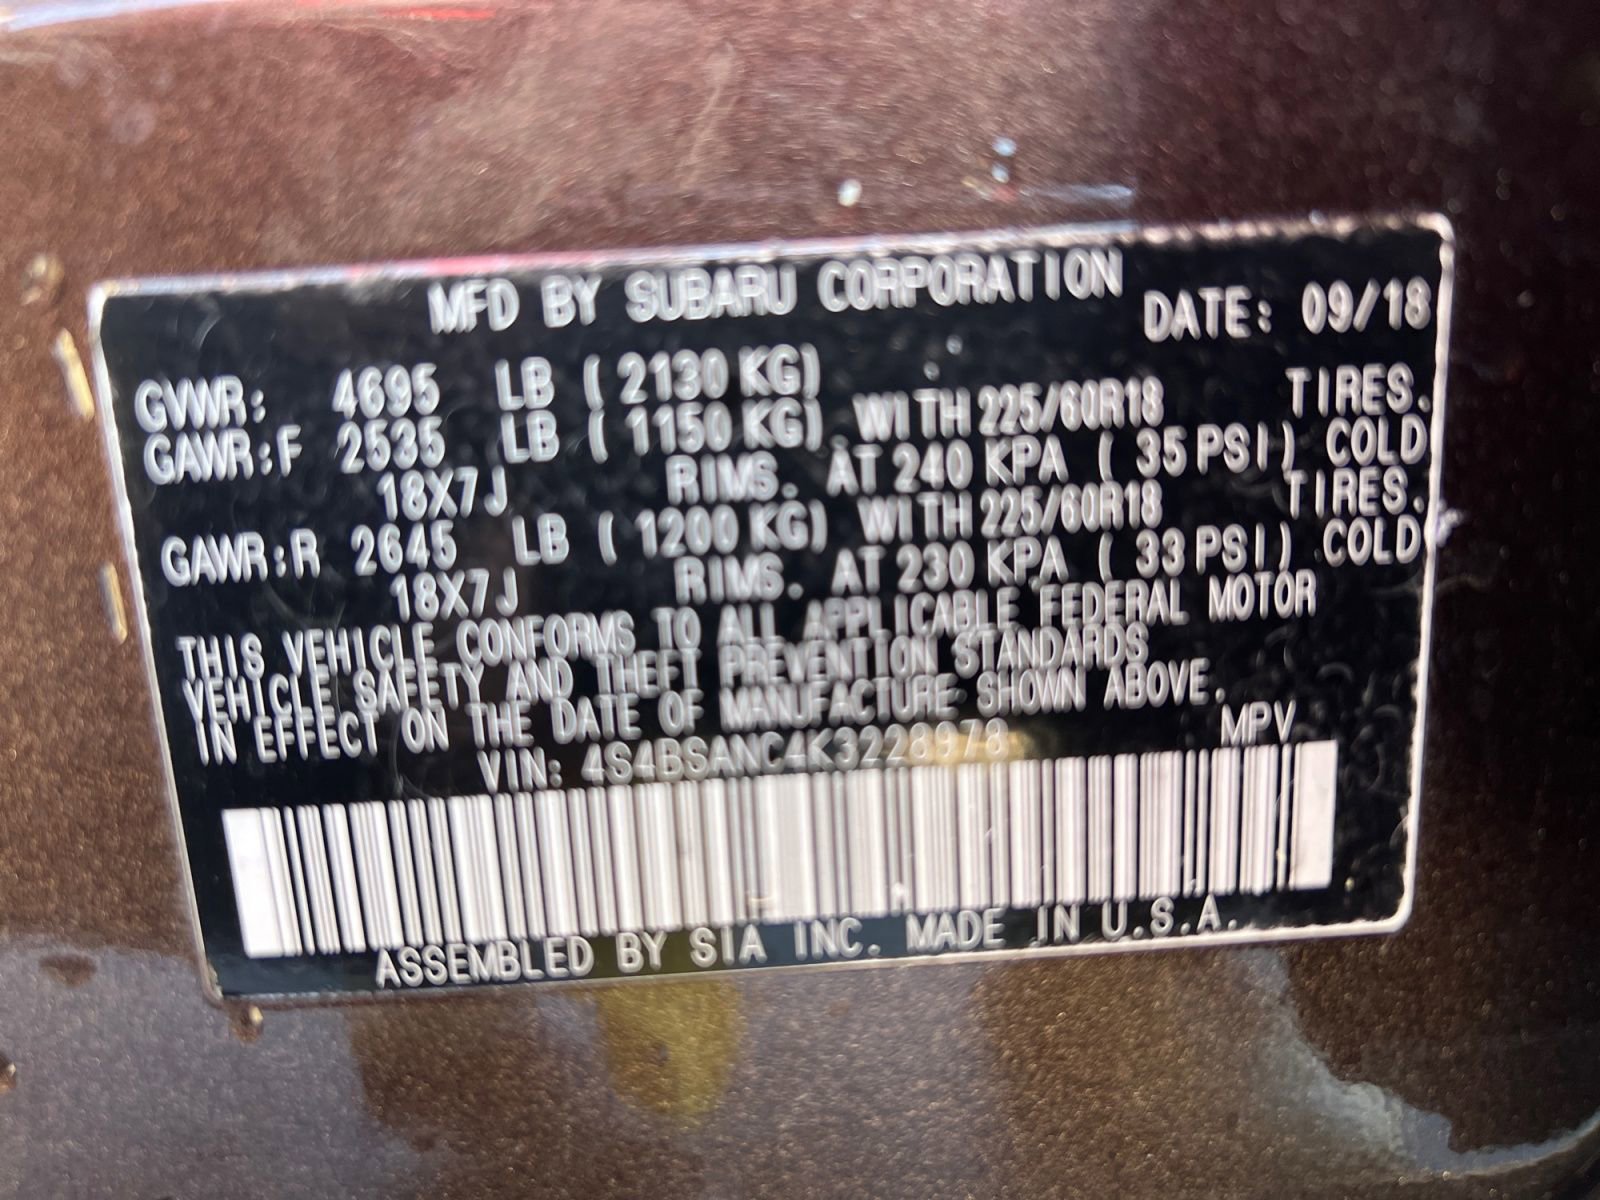 MFD BY SUBARU CORPORATION DATE: 09/18
GVWR: 4695 LB ( 2130 KG)
GAWR:F 2535 LB ( 1150 KG) WITH 225/60R18 TIRES.
18X7J RIMS. AT 240 KPA ( 35 PSI) COLD
GAWR:R 2645 LB ( 1200 KG) WITH 225/60R18 TIRES.
18X7J RIMS. AT 230 KPA ( 33 PSI) COLD
THIS VEHICLE CONFORMS TO ALL APPLICABLE FEDERAL MOTOR
VEHICLE SAFETY AND THEFT PREVENTION STANDARDS
IN EFFECT ON THE DATE OF MANUFACTURE SHOWN ABOVE.
VIN: 4S4BSANC4K3228978 MPV
ASSEMBLED BY SIA INC. MADE IN U.S.A.